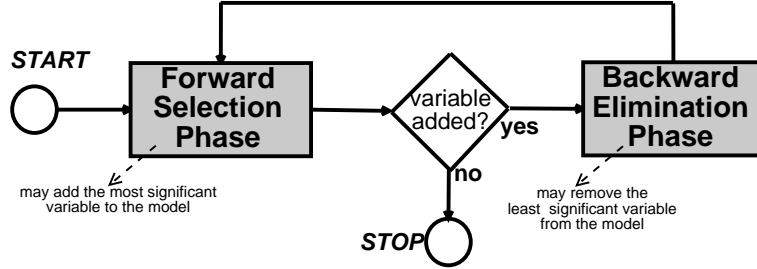 START
Forward
Selection
Phase
variable
added?
yes
no
Backward
Elimination
Phase
may add the most significant
variable to the model
may remove the
least significant variable
from the model
STOP